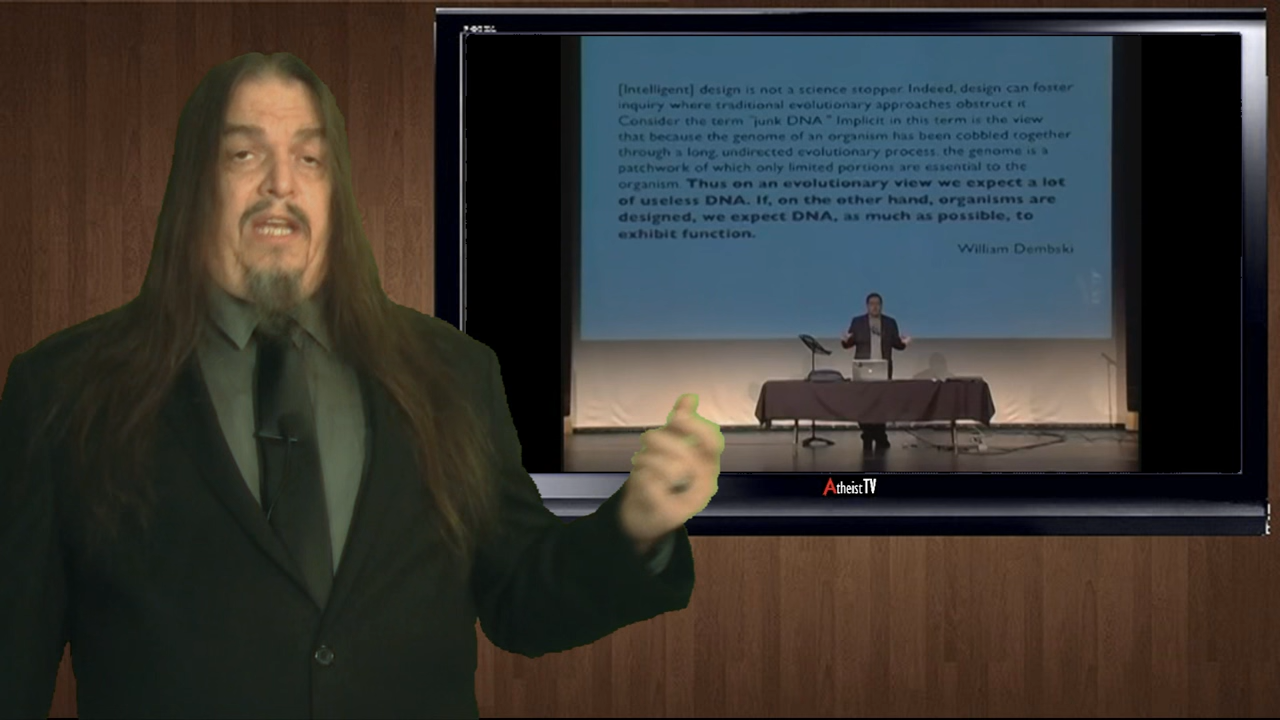 [Intelligent] design is not a science stopper. Indeed, design can foster
inquiry where traditional evolutionary approaches obstruct it.
Consider the term "junk DNA." Implicit in this term is the view
that because the genome of an organism has been cobbled together
through a long, undirected evolutionary process, the genome is a
patchwork of which only limited portions are essential to the
organism. Thus on an evolutionary view we expect a lot
of useless DNA. If, on the other hand, organisms are
designed, we expect DNA, as much as possible, to
exhibit function.
William Dembski
AtheistTV